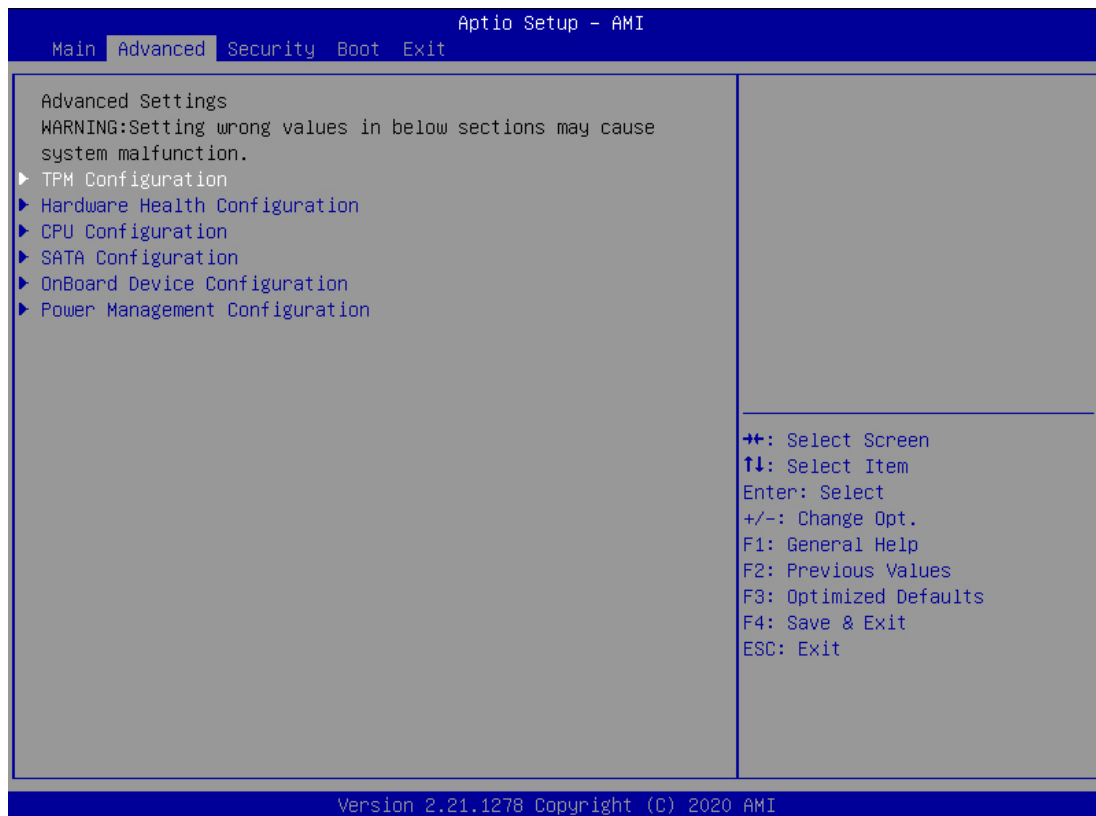 Aptio Setup – AMI
Main Advanced Security Boot Exit
Advanced Settings
WARNING:Setting wrong values in below sections may cause
system malfunction.
► TPM Configuration
► Hardware Health Configuration
► CPU Configuration
► SATA Configuration
► OnBoard Device Configuration
► Power Management Configuration
→←: Select Screen
↑↓: Select Item
Enter: Select
+/-: Change Opt.
F1: General Help
F2: Previous Values
F3: Optimized Defaults
F4: Save & Exit
ESC: Exit
Version 2.21.1278 Copyright (C) 2020 AMI